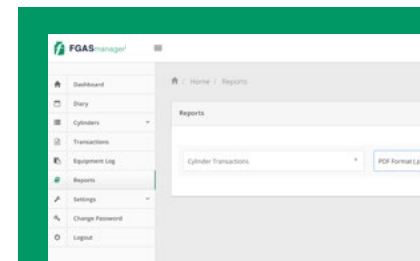 FGASmanager
Home / Reports
Dashboard
Diary
Cylinders
Transactions
Equipment Log
Reports
Settings
Change Password
Logout
Reports
Cylinder Transactions
PDF Format